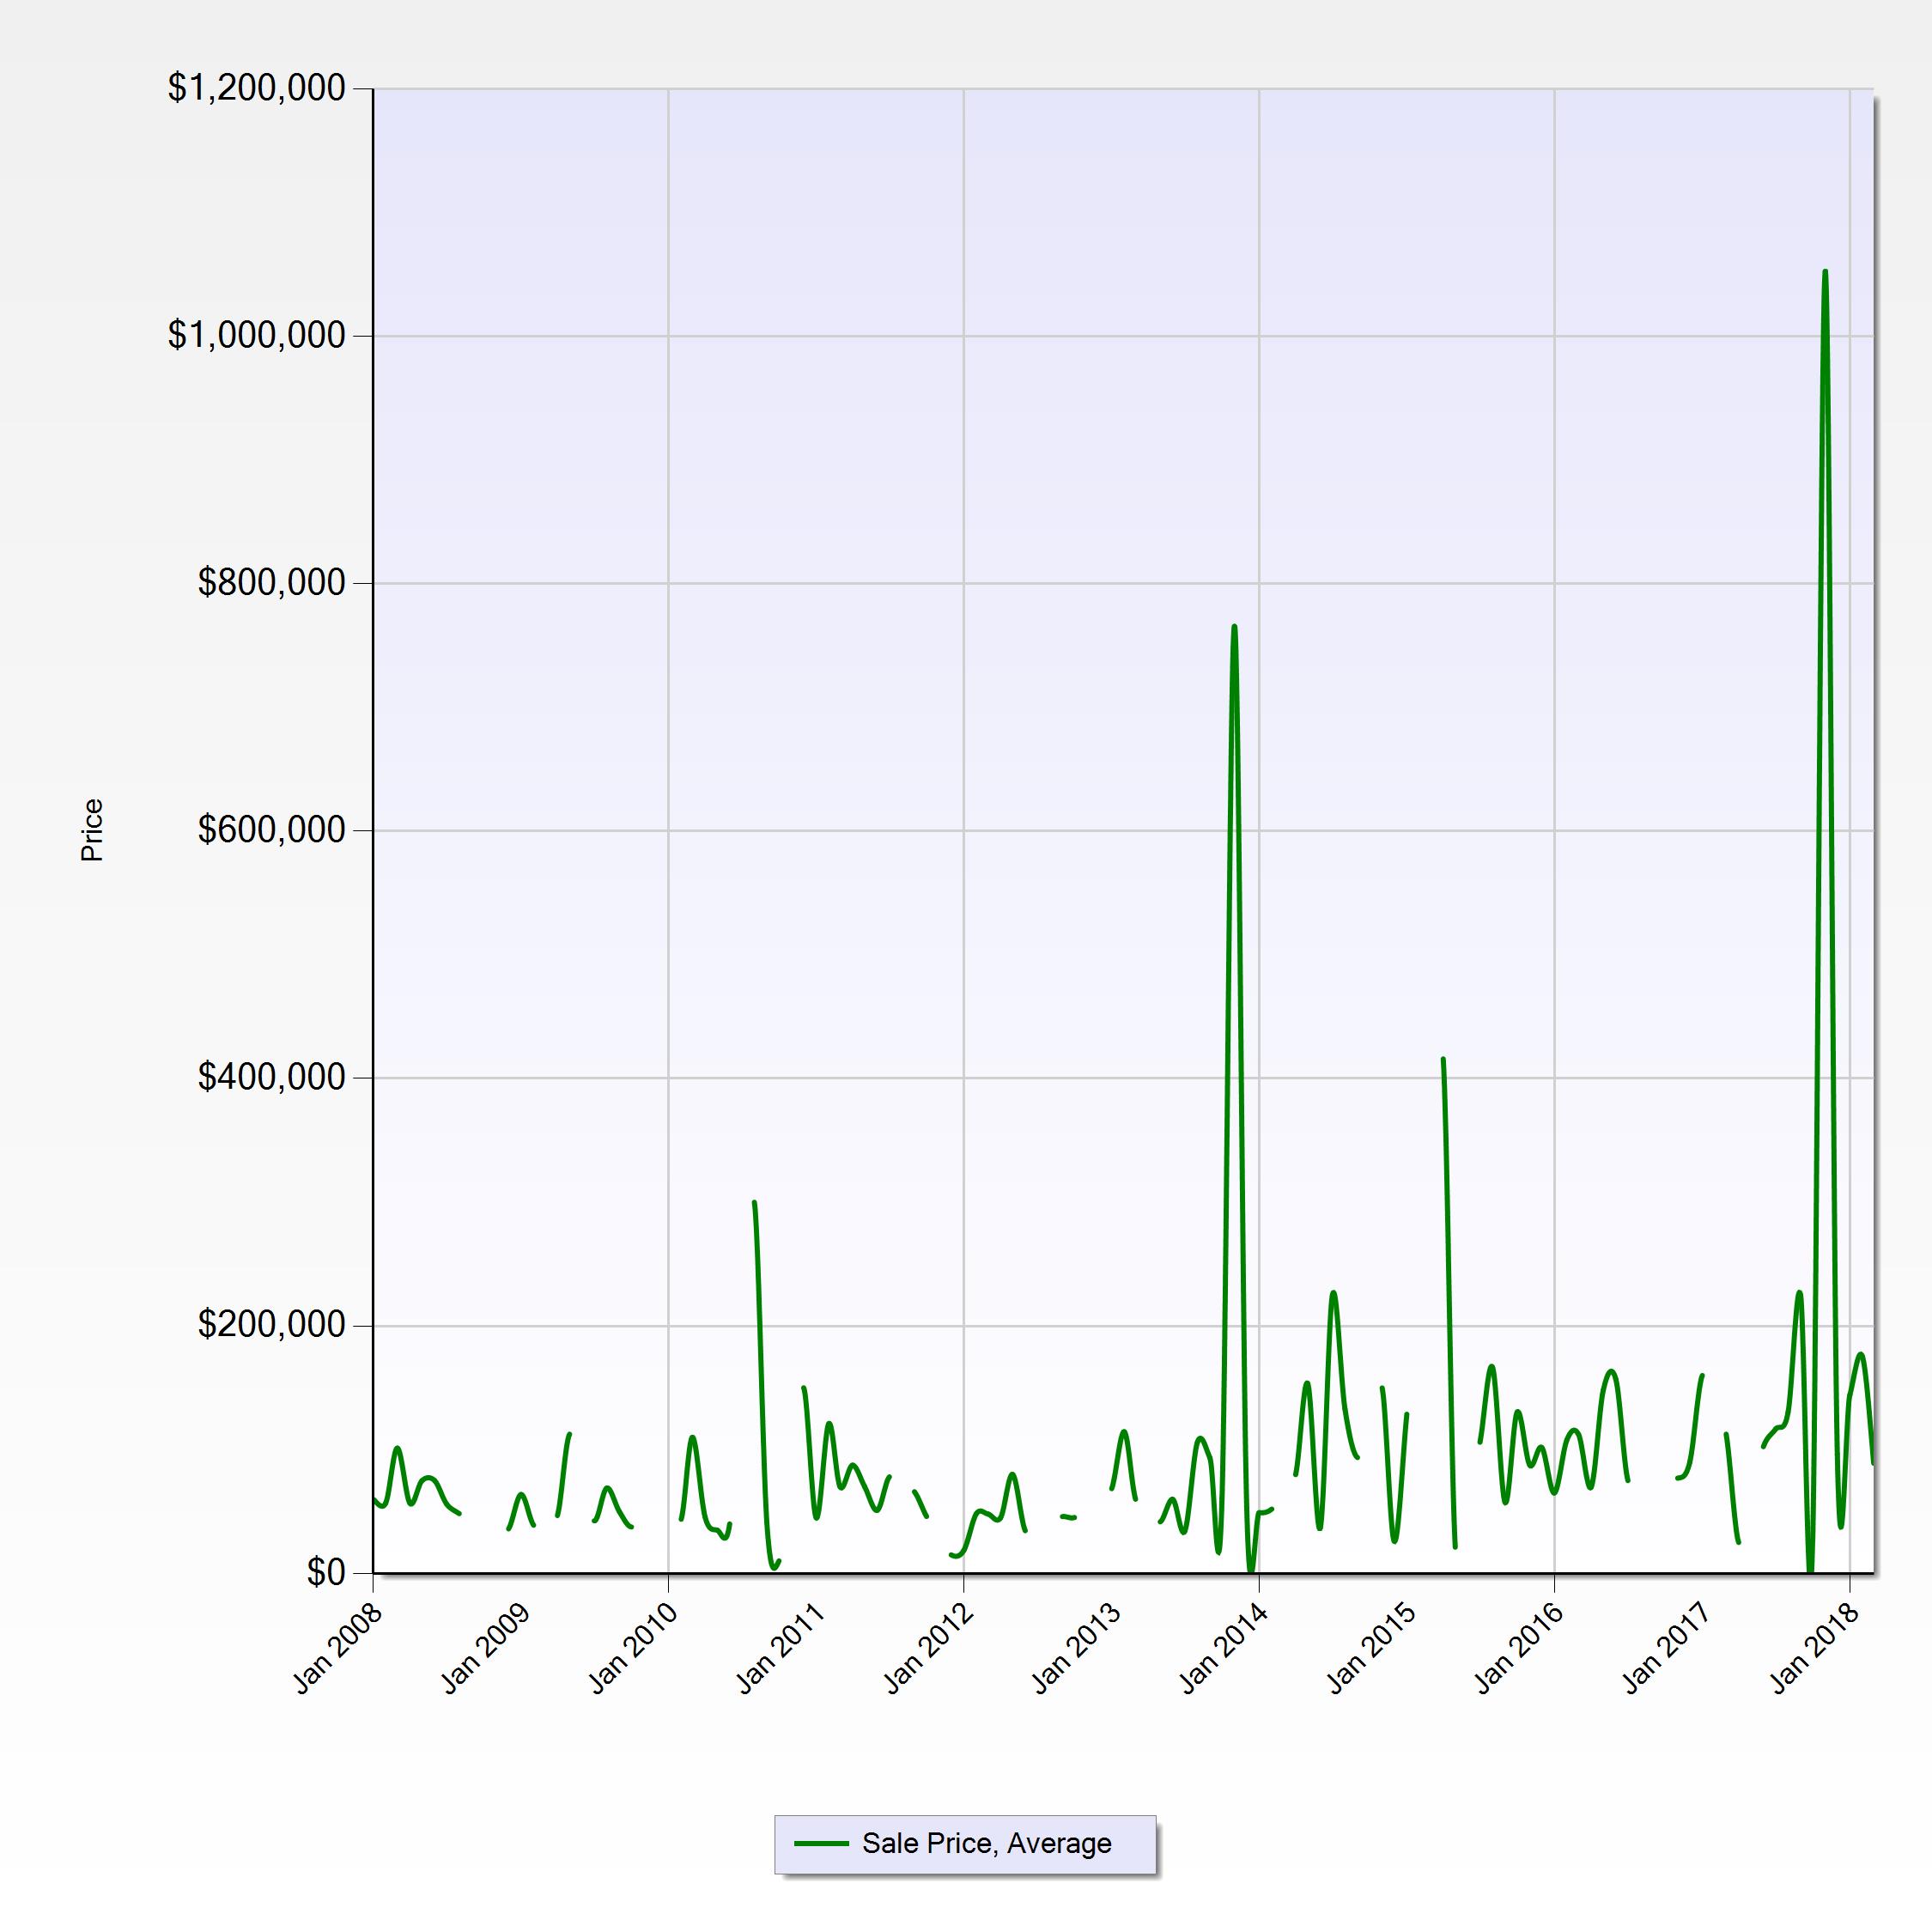 $1,200,000
$1,000,000
$800,000
$600,000
$400,000
$200,000
$0
Price
Jan 2008
Jan 2009
Jan 2010
Jan 2011
Jan 2012
Jan 2013
Jan 2014
Jan 2015
Jan 2016
Jan 2017
Jan 2018
Sale Price, Average